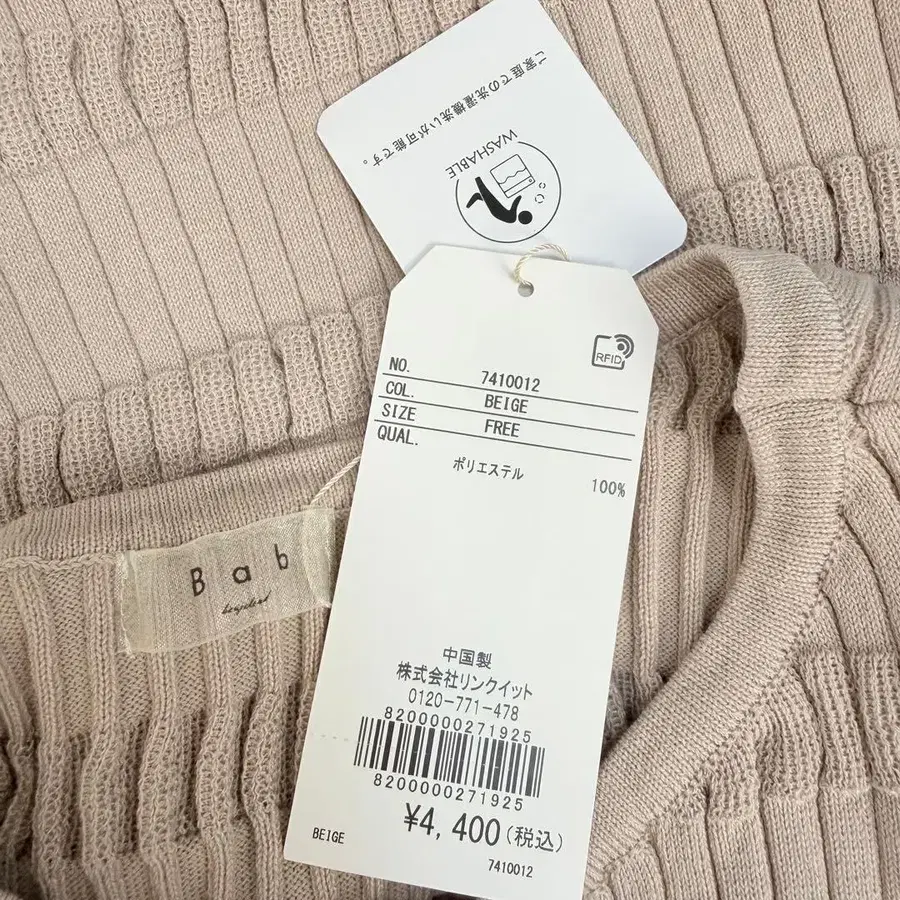 ご家庭での洗濯機洗いが可能です。
WASHABLE
RFID
NO. 7410012
COL. BEIGE
SIZE FREE
QUAL.
ポリエステル 100%
Bab
中国製
株式会社リンクイット
0120-771-478
8200000271925
8200000271925
¥4,400(税込)
BEIGE 7410012